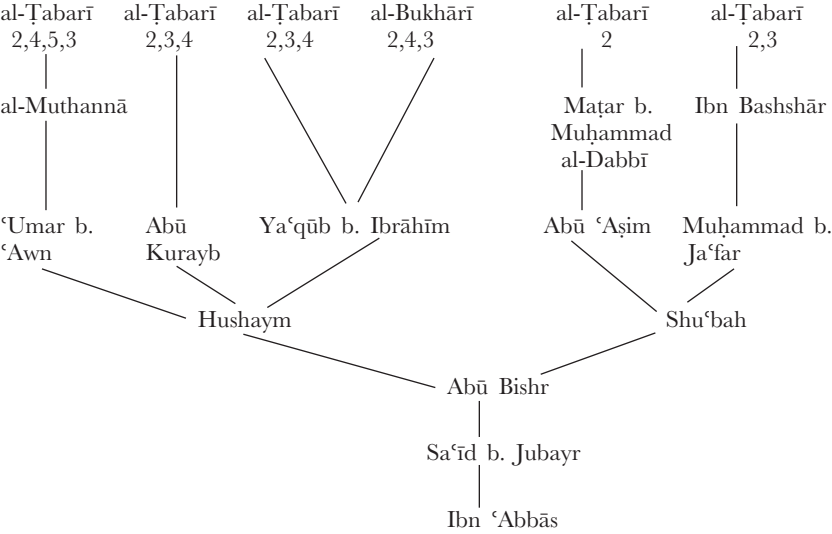 al-Ṭabarī al-Ṭabarī al-Ṭabarī al-Bukhārī al-Ṭabarī al-Ṭabarī
2,4,5,3 2,3,4 2,3,4 2,4,3 2 2,3
al-Muthannā Maṭar b. Ibn Bashshār
Muḥammad
al-Dabbī
ʿUmar b. Abū Yaʿqūb b. Ibrāhīm Abū ʿAṣim Muḥammad b.
ʿAwn Kurayb Jaʿfar
Hushaym Shuʿbah
Abū Bishr
Saʿīd b. Jubayr
Ibn ʿAbbās